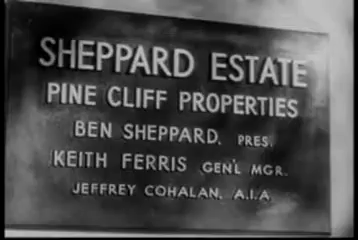 SHEPPARD ESTATE
PINE CLIFF PROPERTIES
BEN SHEPPARD, PRES.
KEITH FERRIS GEN'L MGR.
JEFFREY COHALAN, A.I.A